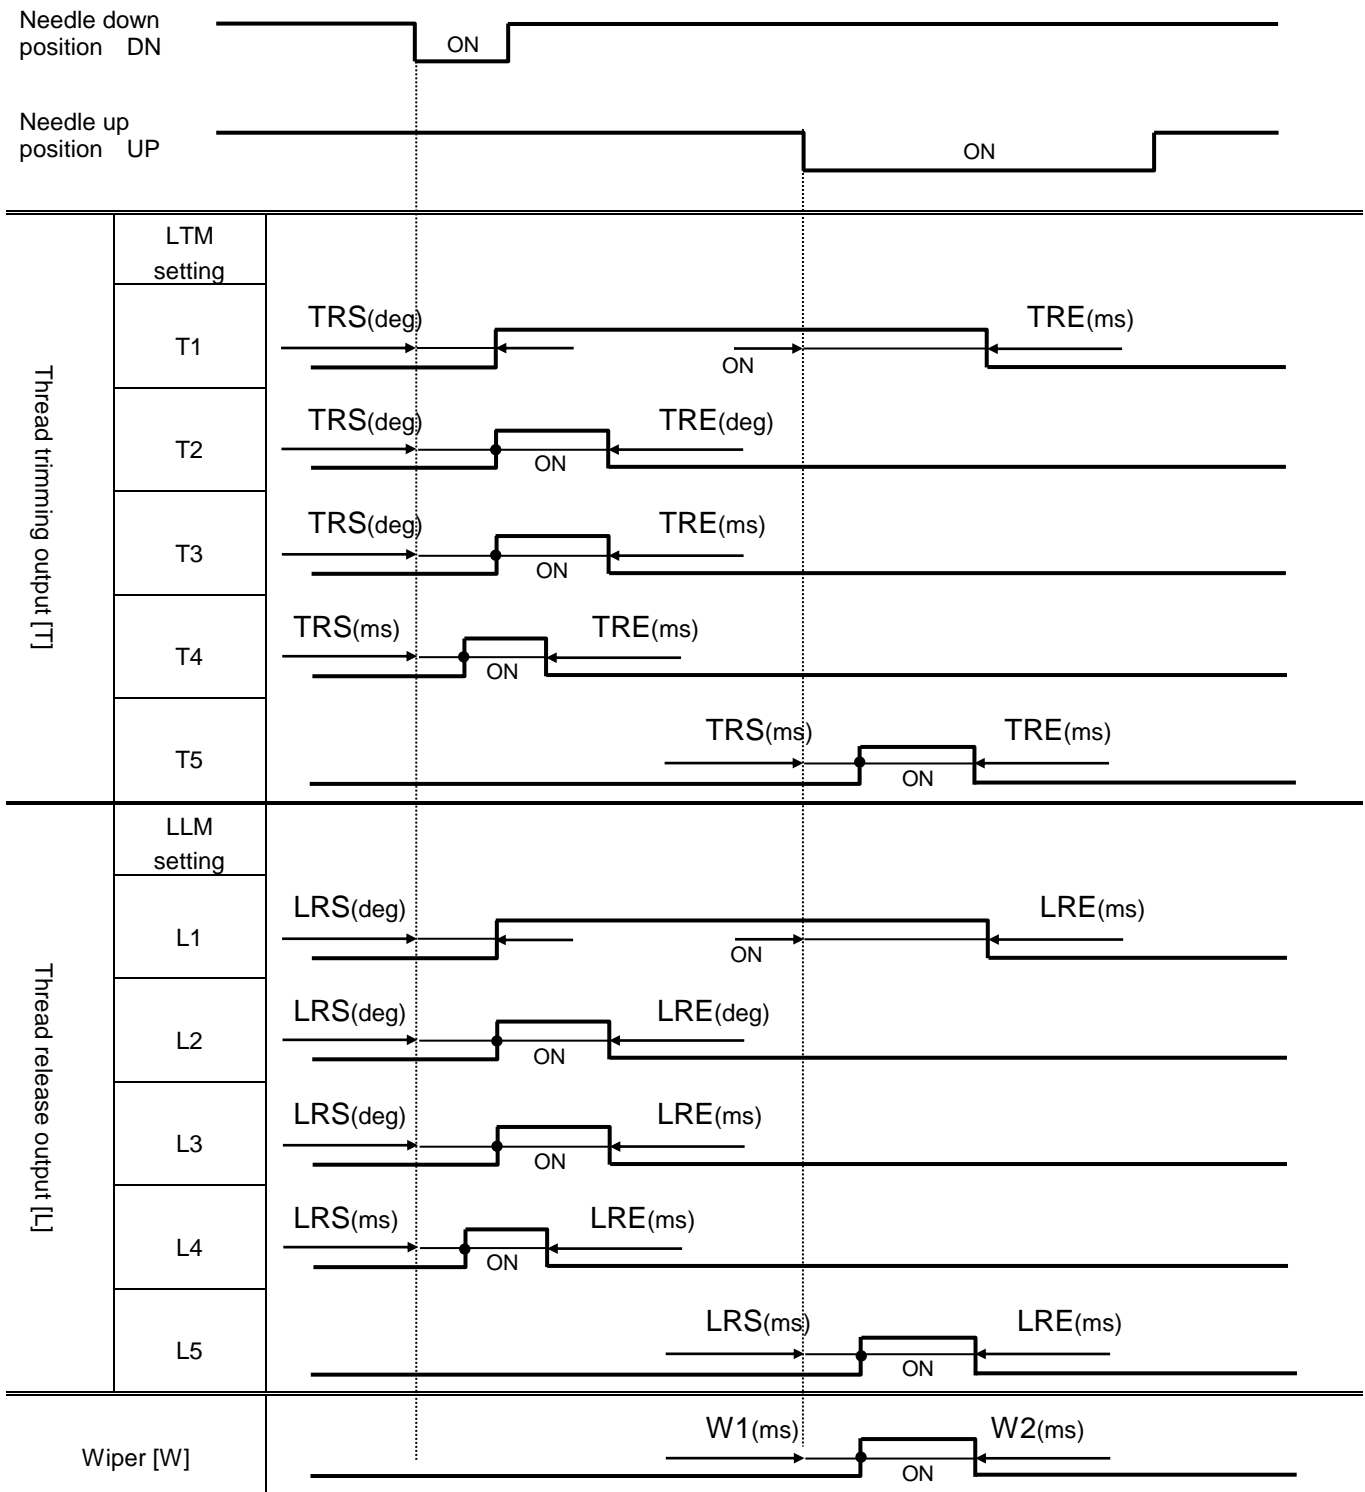 Needle down
position DN
ON
Needle up
position UP
ON
Thread trimming output [T]
LTM
setting
T1
TRS(deg)
ON
TRE(ms)
T2
TRS(deg)
ON
TRE(deg)
T3
TRS(deg)
ON
TRE(ms)
T4
TRS(ms)
ON
TRE(ms)
T5
TRS(ms)
ON
TRE(ms)
Thread release output [L]
LLM
setting
L1
LRS(deg)
ON
LRE(ms)
L2
LRS(deg)
ON
LRE(deg)
L3
LRS(deg)
ON
LRE(ms)
L4
LRS(ms)
ON
LRE(ms)
L5
LRS(ms)
ON
LRE(ms)
Wiper [W]
W1(ms)
ON
W2(ms)